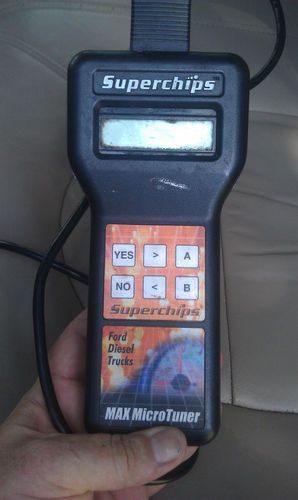 Superchips
YES > A
NO < B
Superchips
Ford
Diesel
Trucks
MAX MicroTuner